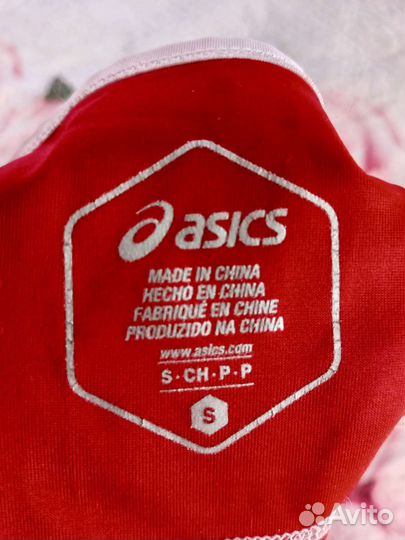 asics
MADE IN CHINA
HECHO EN CHINA
FABRIQUÉ EN CHINE
PRODUZIDO NA CHINA
www.asics.com
S·CH·P·P
S
Avito